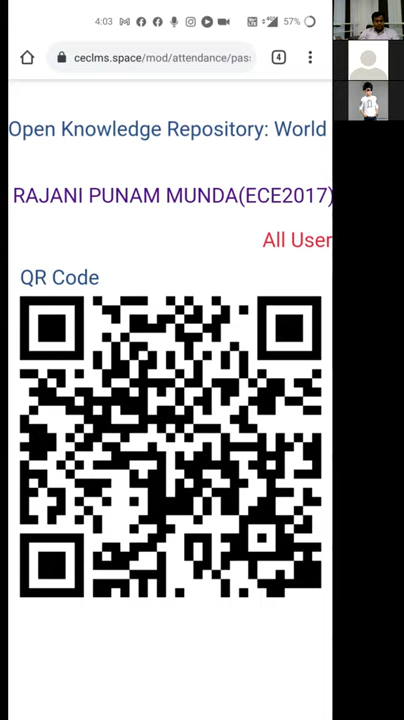 4:03
57%
ceclms.space/mod/attendance/pas
4
Open Knowledge Repository: World
RAJANI PUNAM MUNDA(ECE2017)
All User
QR Code